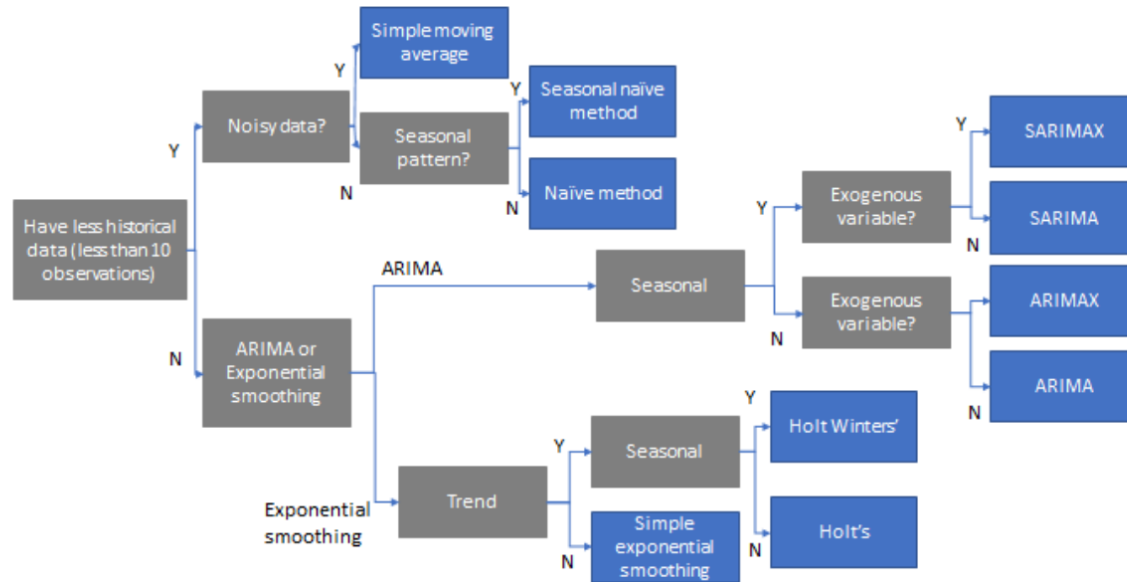 Simple moving
average
Y
Y
Seasonal naïve
method
Noisy data?
Seasonal
pattern?
Y
SARIMAX
Y
N
N
Naïve method
Exogenous
variable?
Y
SARIMA
N
Have less historical
data (less than 10
observations)
ARIMA
Seasonal
ARIMAX
Exogenous
variable?
N
N
ARIMA or
Exponential
smoothing
ARIMA
N
Y
Holt Winters'
Y
Seasonal
Trend
Exponential
smoothing
N
Simple
exponential
smoothing
N
Holt's